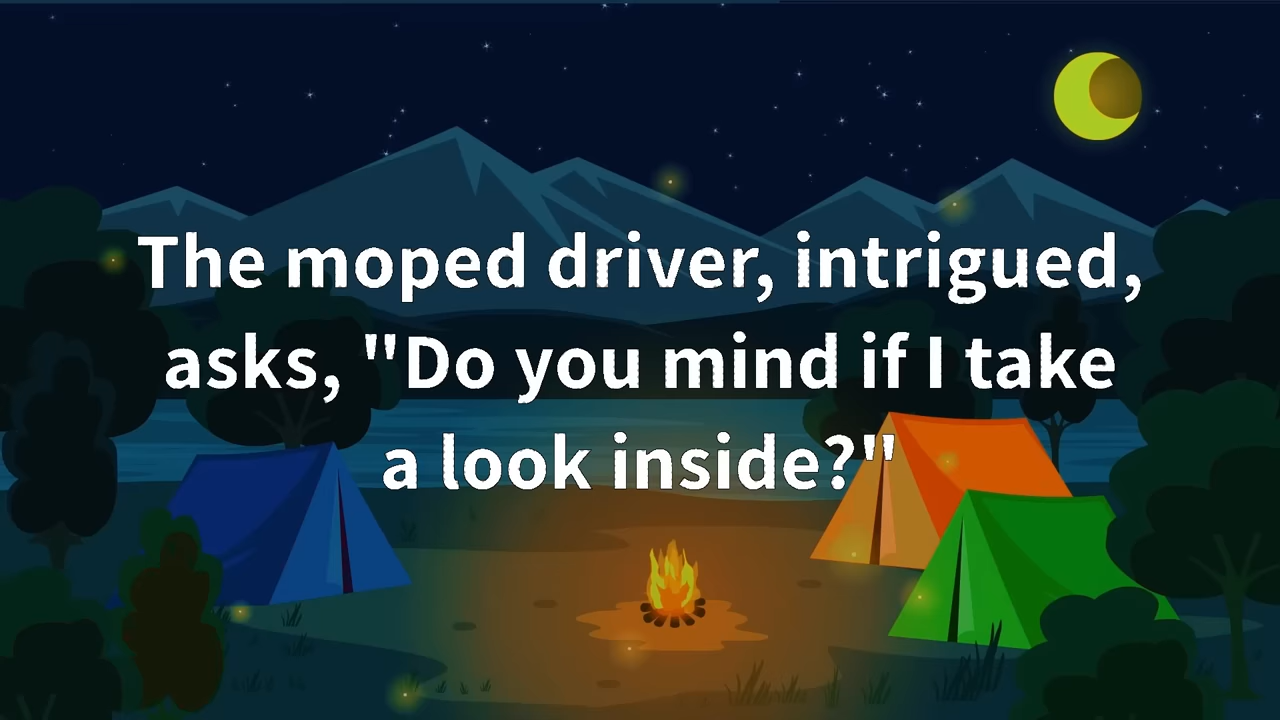 The moped driver, intrigued,
asks, "Do you mind if I take
a look inside?"